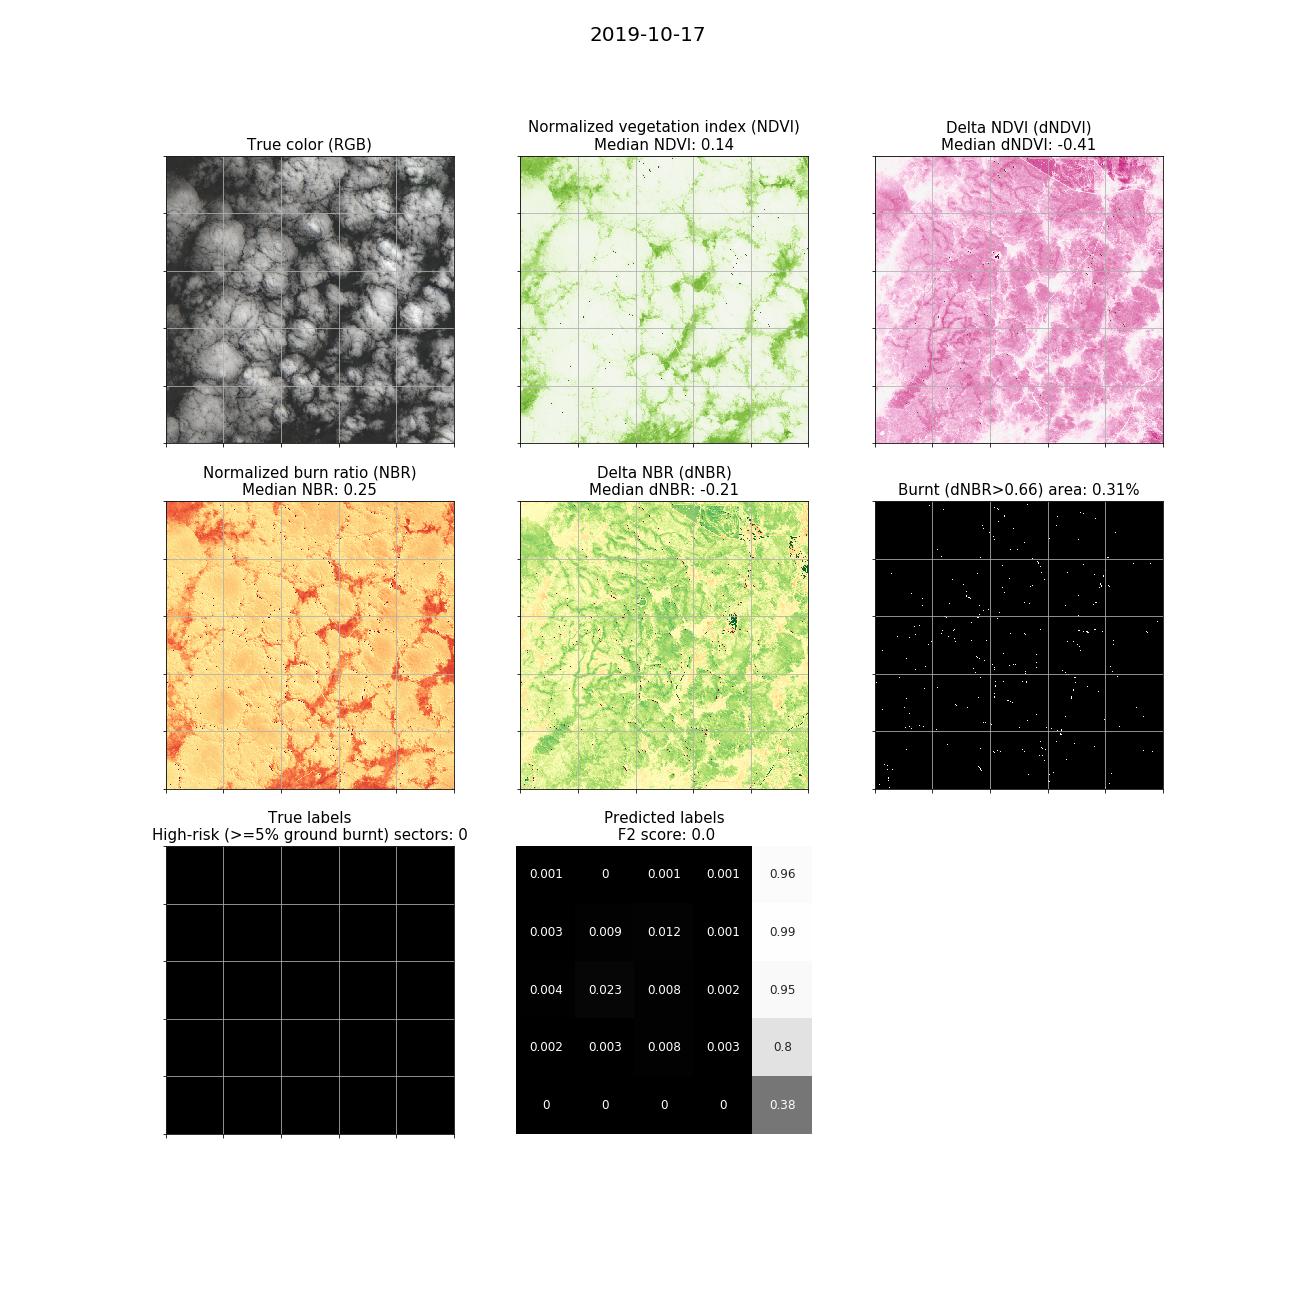 2019-10-17
True color (RGB)
Normalized vegetation index (NDVI)
Median NDVI: 0.14
Delta NDVI (dNDVI)
Median dNDVI: -0.41
Normalized burn ratio (NBR)
Median NBR: 0.25
Delta NBR (dNBR)
Median dNBR: -0.21
Burnt (dNBR>0.66) area: 0.31%
True labels
High-risk (>=5% ground burnt) sectors: 0
Predicted labels
F2 score: 0.0
0.001 0 0.001 0.001 0.96
0.003 0.009 0.012 0.001 0.99
0.004 0.023 0.008 0.002 0.95
0.002 0.003 0.008 0.003 0.8
0 0 0 0 0.38